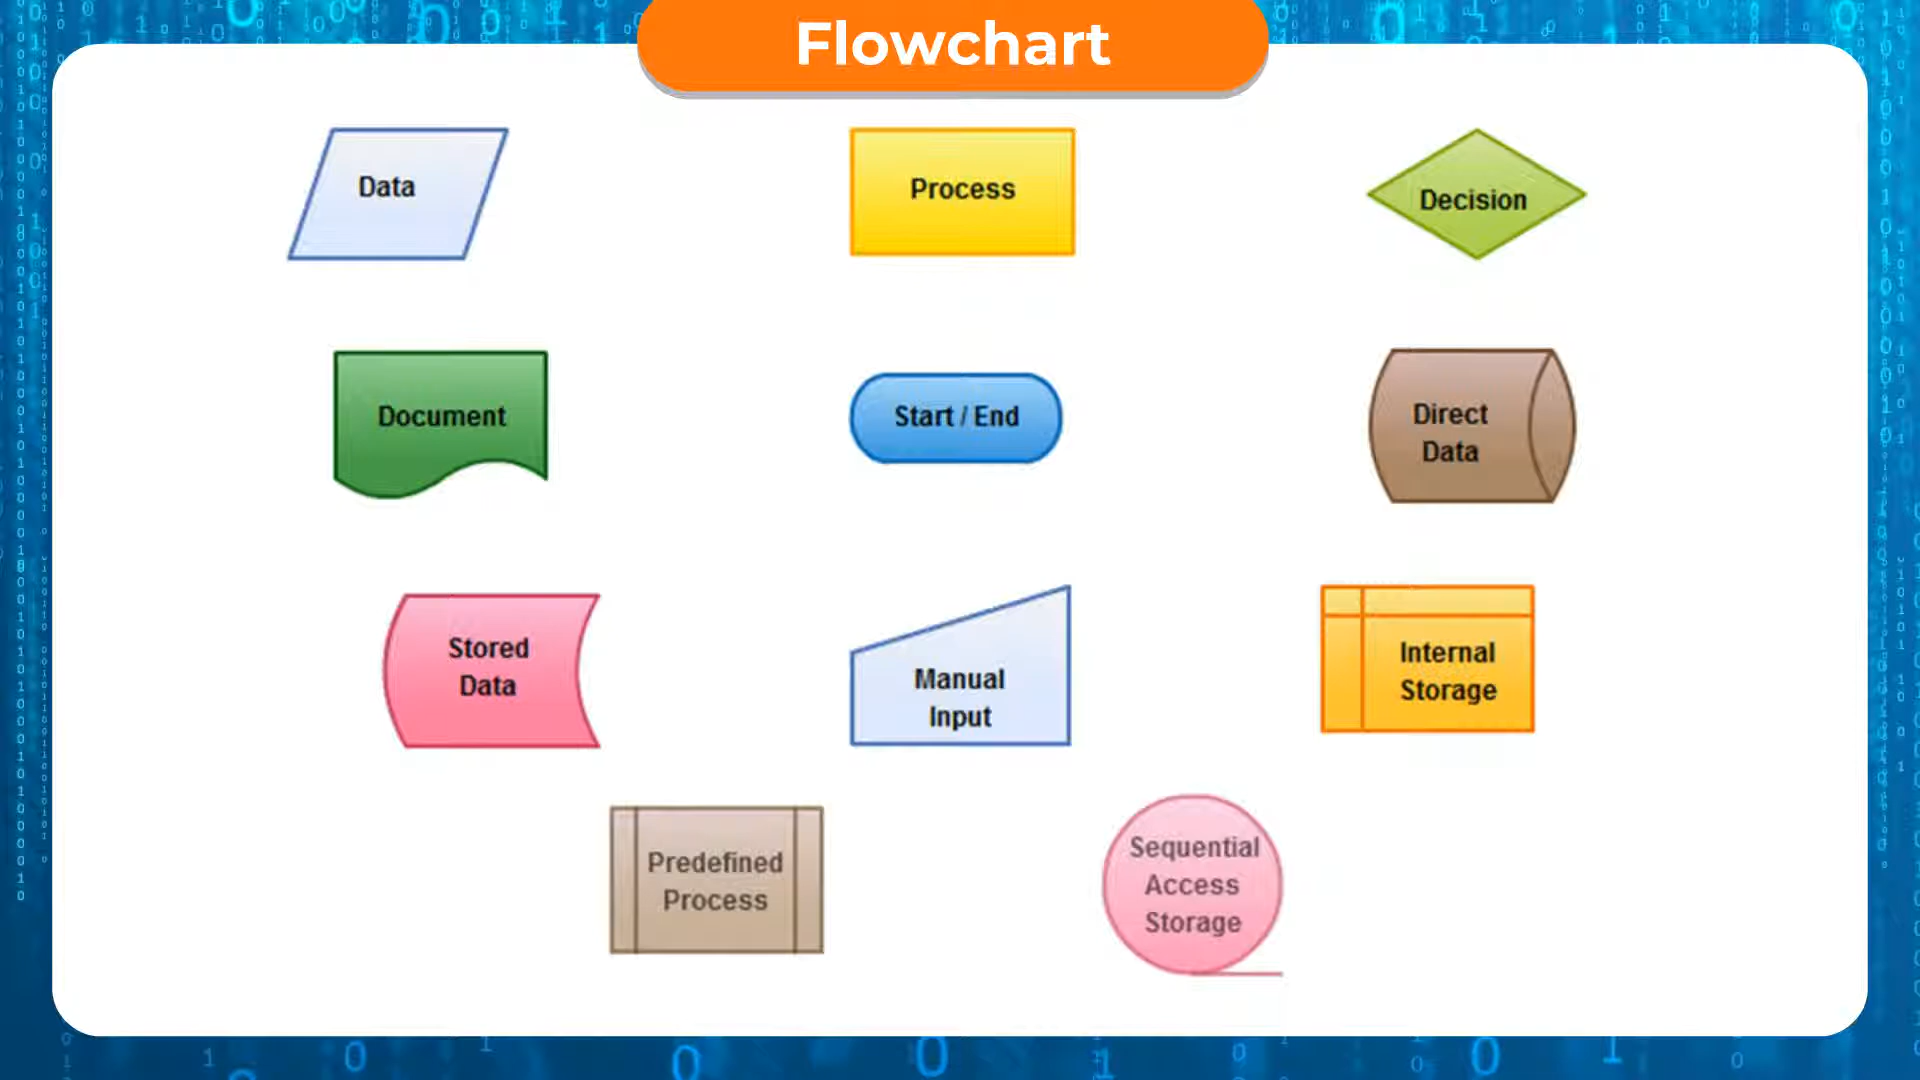 Flowchart
Data
Process
Decision
Document
Start / End
Direct
Data
Stored
Data
Manual
Input
Internal
Storage
Predefined
Process
Sequential
Access
Storage